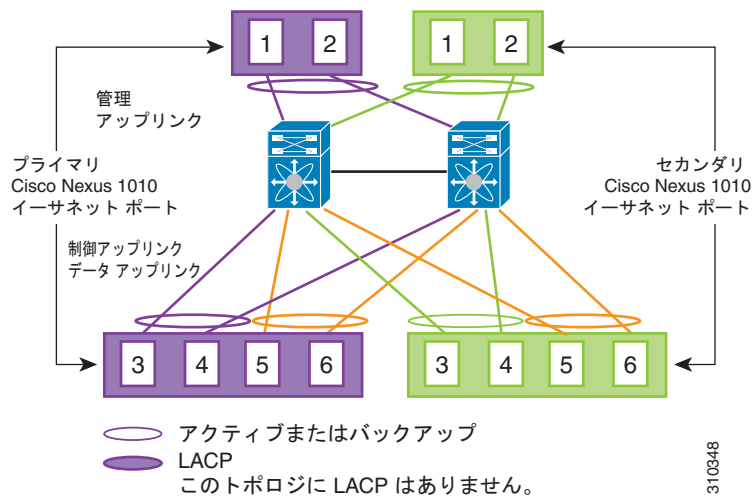 1 2 1 2
管理
アップリンク
プライマリ
Cisco Nexus 1010
イーサネット ポート
セカンダリ
Cisco Nexus 1010
イーサネット ポート
制御アップリンク
データ アップリンク
3 4 5 6 3 4 5 6
アクティブまたはバックアップ
LACP
このトポロジに LACP はありません。
310348